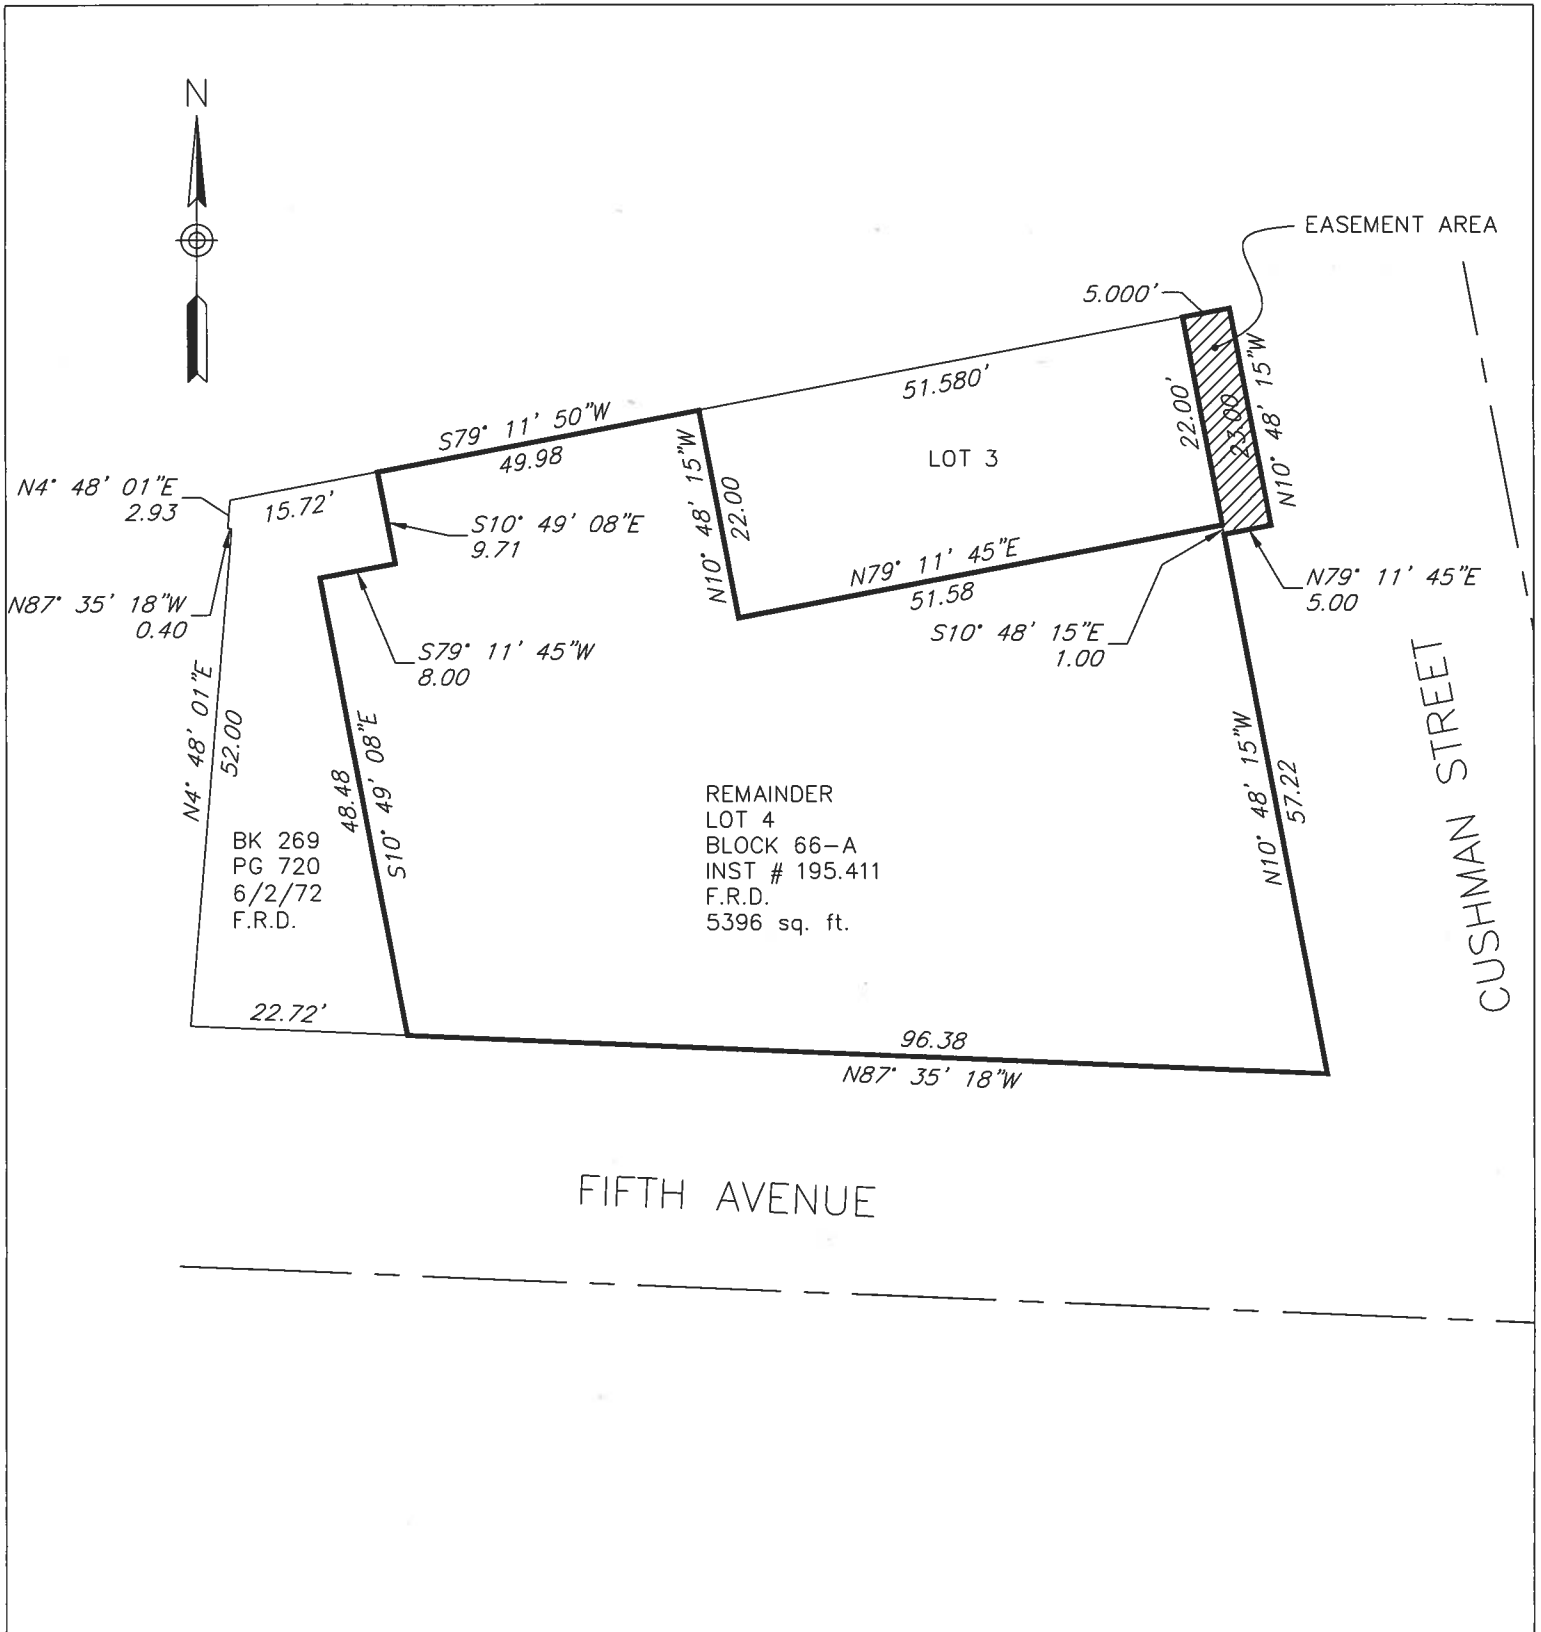 N
EASEMENT AREA
5.000'
51.580'
22.00'
23.00
N10° 48' 15"W
S79° 11' 50"W
49.98
LOT 3
N4° 48' 01"E
2.93
15.72'
S10° 49' 08"E
9.71
N10° 48' 15"W
22.00
N79° 11' 45"E
51.58
N79° 11' 45"E
5.00
N87° 35' 18"W
0.40
S10° 48' 15"E
1.00
S79° 11' 45"W
8.00
N4° 48' 01"E
52.00
48.48
S10° 49' 08"E
N10° 48' 15"W
57.22
CUSHMAN STREET
REMAINDER
LOT 4
BLOCK 66-A
INST # 195.411
F.R.D.
5396 sq. ft.
BK 269
PG 720
6/2/72
F.R.D.
22.72'
96.38
N87° 35' 18"W
FIFTH AVENUE